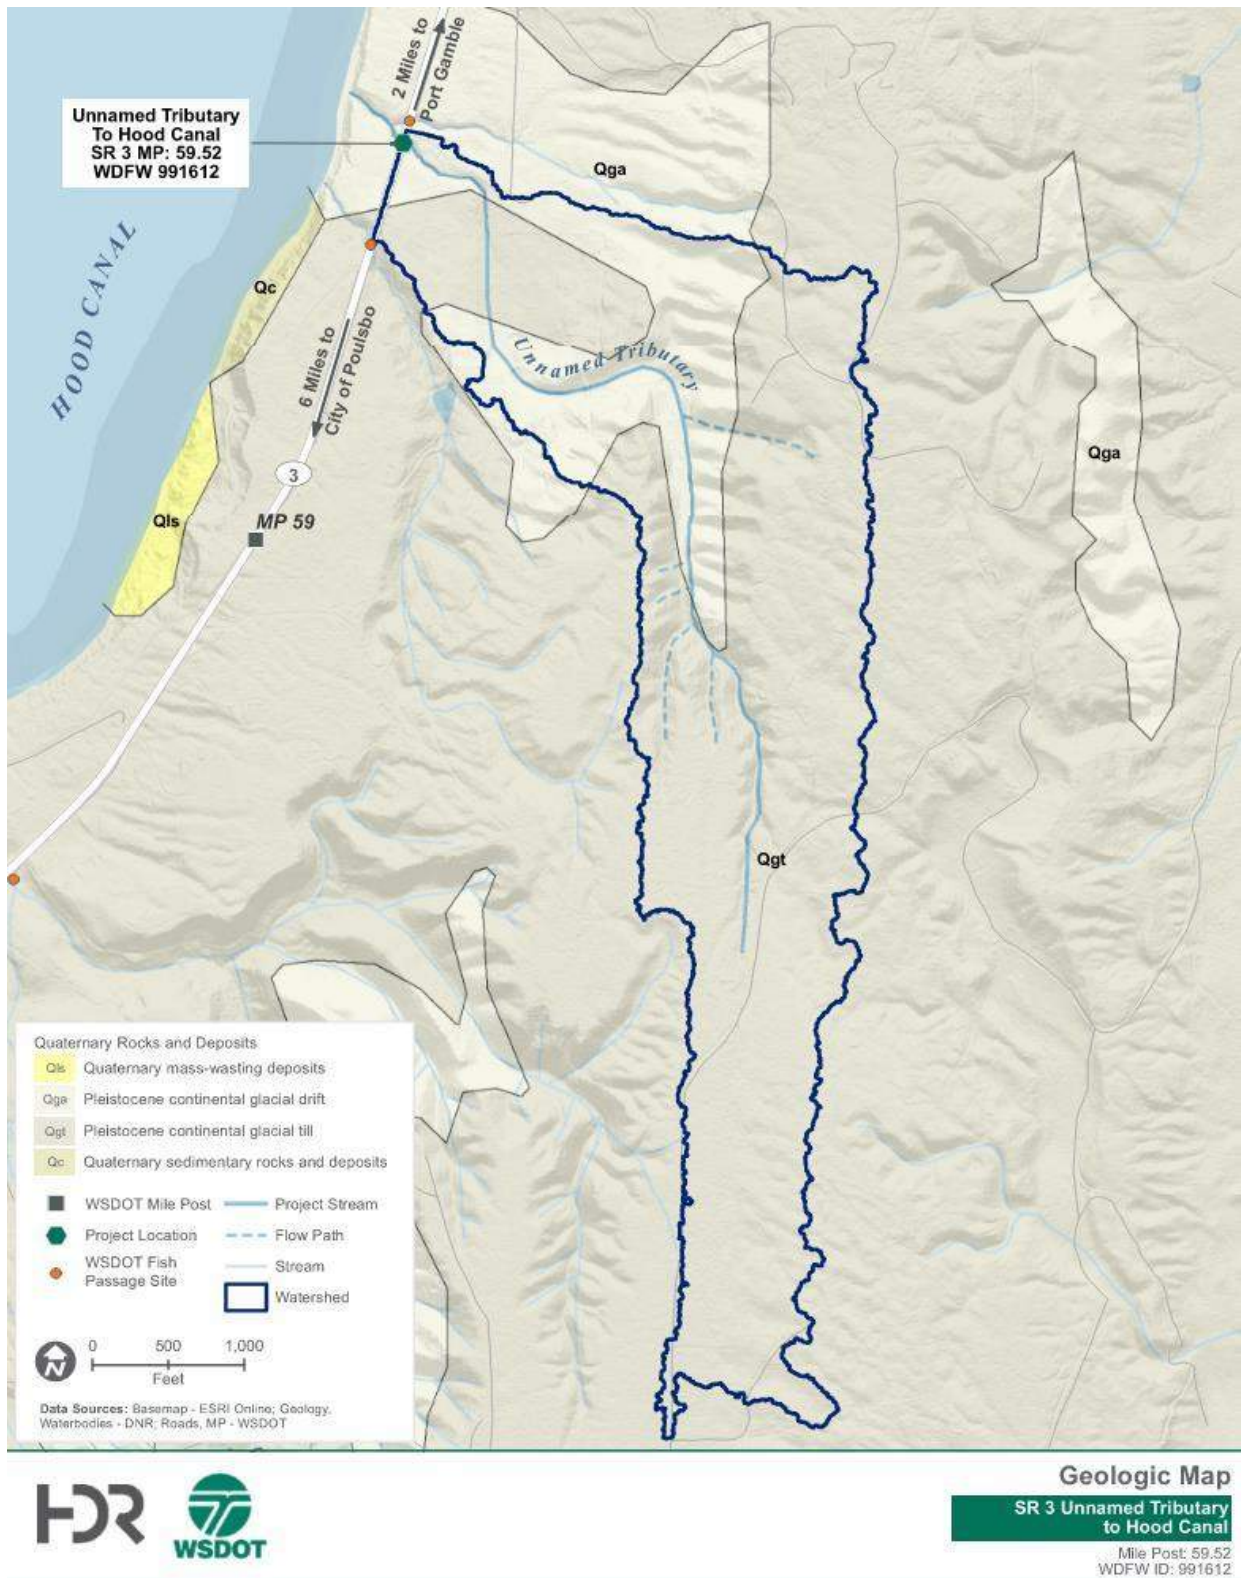 2 Miles to
Port Gamble
Unnamed Tributary
To Hood Canal
SR 3 MP: 59.52
WDFW 991612
Qga
HOOD CANAL
Qc
6 Miles to
City of Poulsbo
Unnamed Tributary
Qga
3
Qls
MP 59
Qgt
Quaternary Rocks and Deposits
Qls Quaternary mass-wasting deposits
Qga Pleistocene continental glacial drift
Qgt Pleistocene continental glacial till
Qc Quaternary sedimentary rocks and deposits
WSDOT Mile Post
Project Location
WSDOT Fish
Passage Site
Project Stream
Flow Path
Stream
Watershed
N
0 500 1,000
Feet
Data Sources: Basemap - ESRI Online; Geology,
Waterbodies - DNR; Roads, MP - WSDOT
HDR
WSDOT
Geologic Map
SR 3 Unnamed Tributary
to Hood Canal
Mile Post: 59.52
WDFW ID: 991612